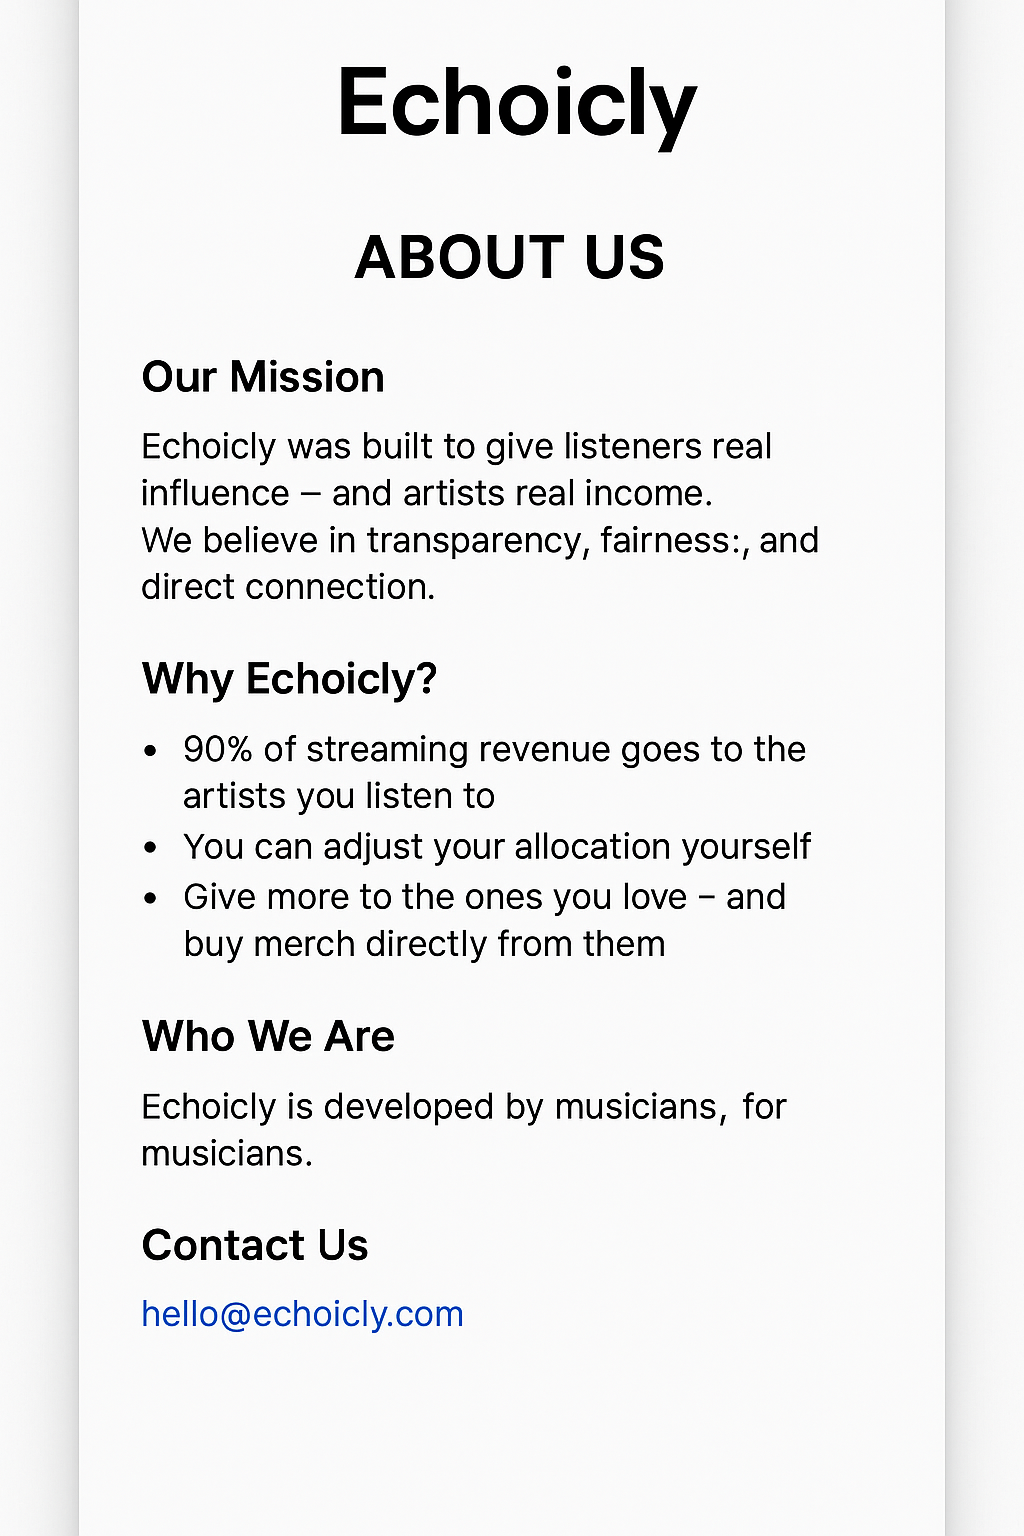 Echoicly
ABOUT US
Our Mission
Echoicly was built to give listeners real
influence – and artists real income.
We believe in transparency, fairness:, and
direct connection.
Why Echoicly?
• 90% of streaming revenue goes to the
artists you listen to
• You can adjust your allocation yourself
• Give more to the ones you love – and
buy merch directly from them
Who We Are
Echoicly is developed by musicians, for
musicians.
Contact Us
hello@echoicly.com